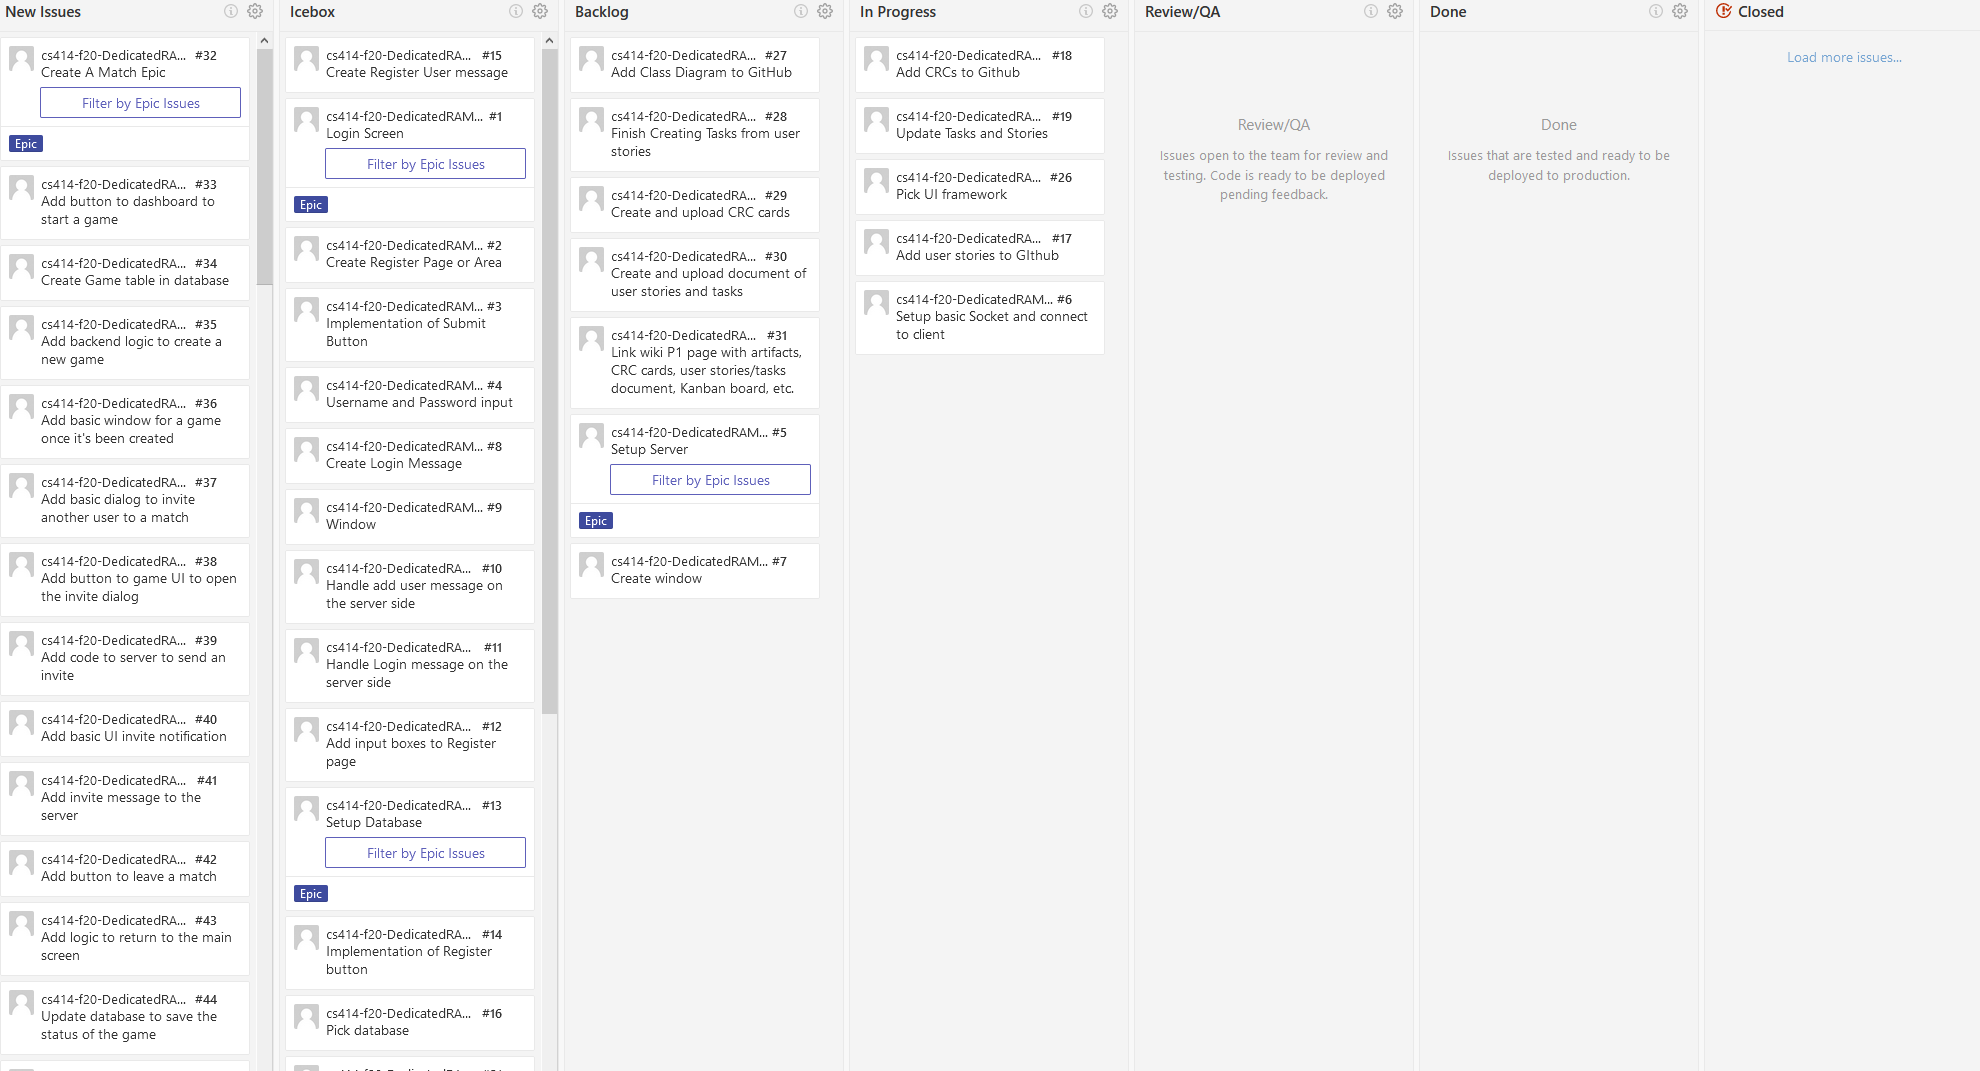 New Issues
cs414-f20-DedicatedRA... #32
Create A Match Epic
Filter by Epic Issues
Epic
cs414-f20-DedicatedRA... #33
Add button to dashboard to
start a game
cs414-f20-DedicatedRA... #34
Create Game table in database
cs414-f20-DedicatedRA... #35
Add backend logic to create a
new game
cs414-f20-DedicatedRA... #36
Add basic window for a game
once it's been created
cs414-f20-DedicatedRA... #37
Add basic dialog to invite
another user to a match
cs414-f20-DedicatedRA... #38
Add button to game UI to open
the invite dialog
cs414-f20-DedicatedRA... #39
Add code to server to send an
invite
cs414-f20-DedicatedRA... #40
Add basic UI invite notification
cs414-f20-DedicatedRA... #41
Add invite message to the
server
cs414-f20-DedicatedRA... #42
Add button to leave a match
cs414-f20-DedicatedRA... #43
Add logic to return to the main
screen
cs414-f20-DedicatedRA... #44
Update database to save the
status of the game
Icebox
cs414-f20-DedicatedRA... #15
Create Register User message
cs414-f20-DedicatedRAM... #1
Login Screen
Filter by Epic Issues
Epic
cs414-f20-DedicatedRAM... #2
Create Register Page or Area
cs414-f20-DedicatedRAM... #3
Implementation of Submit
Button
cs414-f20-DedicatedRAM... #4
Username and Password input
cs414-f20-DedicatedRAM... #8
Create Login Message
cs414-f20-DedicatedRAM... #9
Window
cs414-f20-DedicatedRA... #10
Handle add user message on
the server side
cs414-f20-DedicatedRA... #11
Handle Login message on the
server side
cs414-f20-DedicatedRA... #12
Add input boxes to Register
page
cs414-f20-DedicatedRA... #13
Setup Database
Filter by Epic Issues
Epic
cs414-f20-DedicatedRA... #14
Implementation of Register
button
cs414-f20-DedicatedRA... #16
Pick database
Backlog
cs414-f20-DedicatedRA... #27
Add Class Diagram to GitHub
cs414-f20-DedicatedRA... #28
Finish Creating Tasks from user
stories
cs414-f20-DedicatedRA... #29
Create and upload CRC cards
cs414-f20-DedicatedRA... #30
Create and upload document of
user stories and tasks
cs414-f20-DedicatedRA... #31
Link wiki P1 page with artifacts,
CRC cards, user stories/tasks
document, Kanban board, etc.
cs414-f20-DedicatedRAM... #5
Setup Server
Filter by Epic Issues
Epic
cs414-f20-DedicatedRAM... #7
Create window
In Progress
cs414-f20-DedicatedRA... #18
Add CRCs to Github
cs414-f20-DedicatedRA... #19
Update Tasks and Stories
cs414-f20-DedicatedRA... #26
Pick UI framework
cs414-f20-DedicatedRA... #17
Add user stories to GIthub
cs414-f20-DedicatedRAM... #6
Setup basic Socket and connect
to client
Review/QA
Review/QA
Issues open to the team for review and
testing. Code is ready to be deployed
pending feedback.
Done
Done
Issues that are tested and ready to be
deployed to production.
Closed
Load more issues...